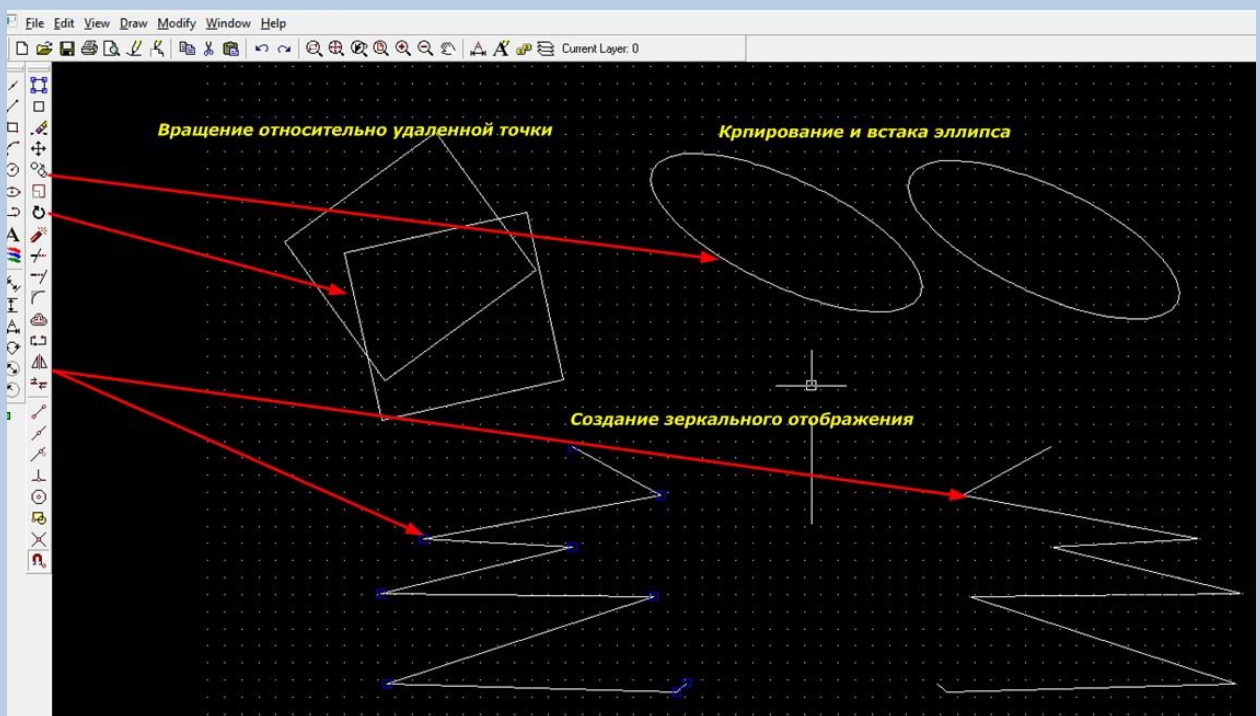 File Edit View Draw Modify Window Help
Current Layer: 0
Вращение относительно удаленной точки
Крпирование и встака эллипса
Создание зеркального отображения